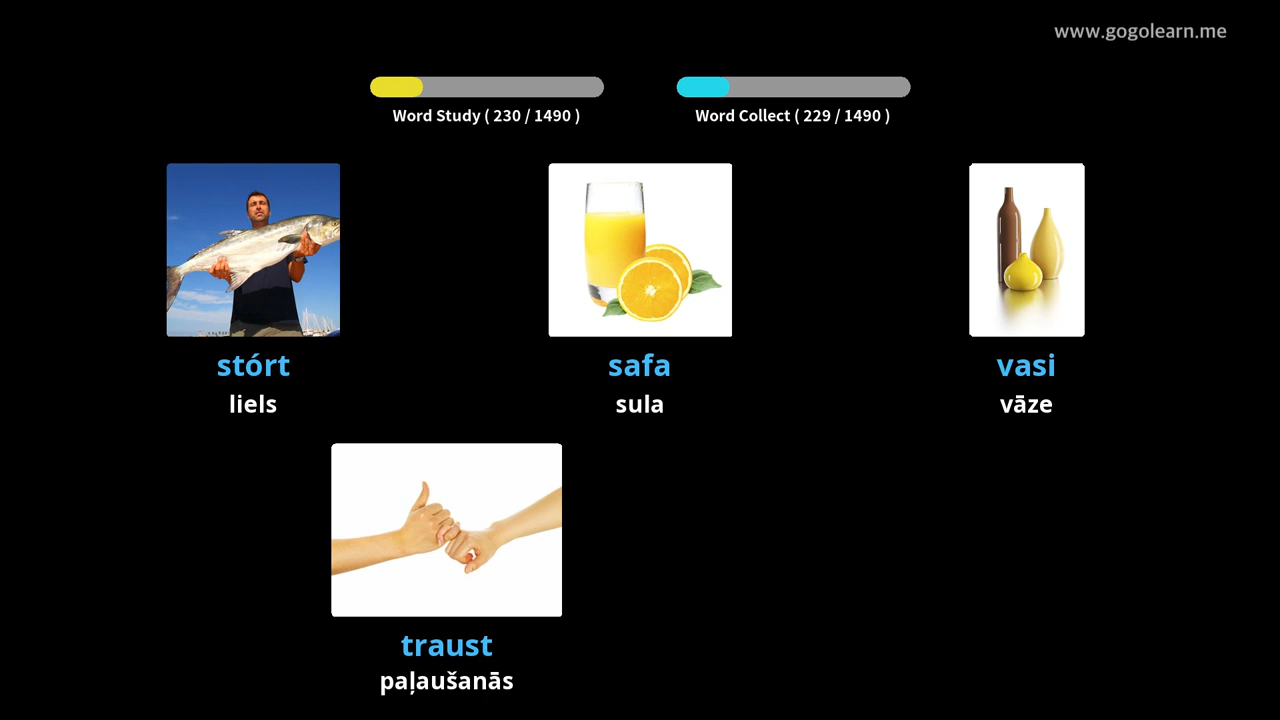 www.gogolearn.me
Word Study ( 230 / 1490 )
Word Collect ( 229 / 1490 )
stórt
liels
safa
sula
vasi
vāze
traust
paļaušanās